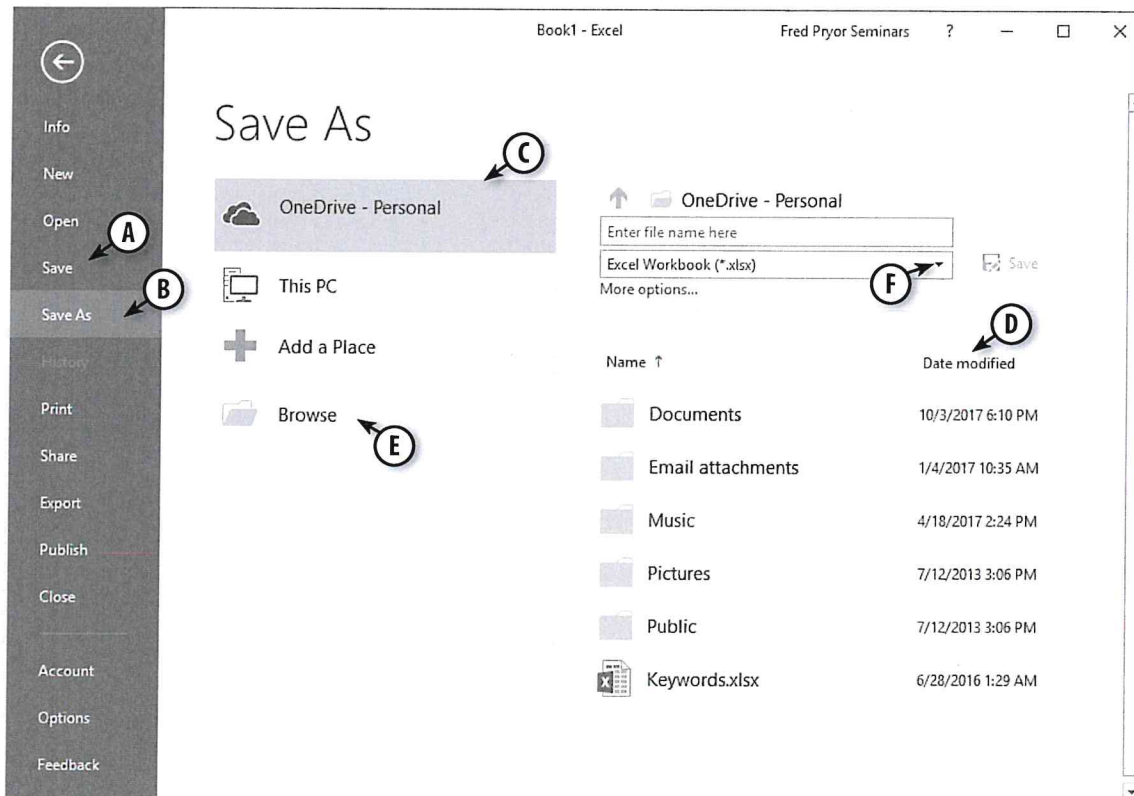 Book1 - Excel
Fred Pryor Seminars ?
Info
New
Open
Save
Save As
History
Print
Share
Export
Publish
Close
Account
Options
Feedback
Save As
OneDrive - Personal
This PC
Add a Place
Browse
OneDrive - Personal
Enter file name here
Excel Workbook (*.xlsx)
Save
More options...
Name ↑ Date modified
Documents 10/3/2017 6:10 PM
Email attachments 1/4/2017 10:35 AM
Music 4/18/2017 2:24 PM
Pictures 7/12/2013 3:06 PM
Public 7/12/2013 3:06 PM
Keywords.xlsx 6/28/2016 1:29 AM
A
B
C
D
E
F